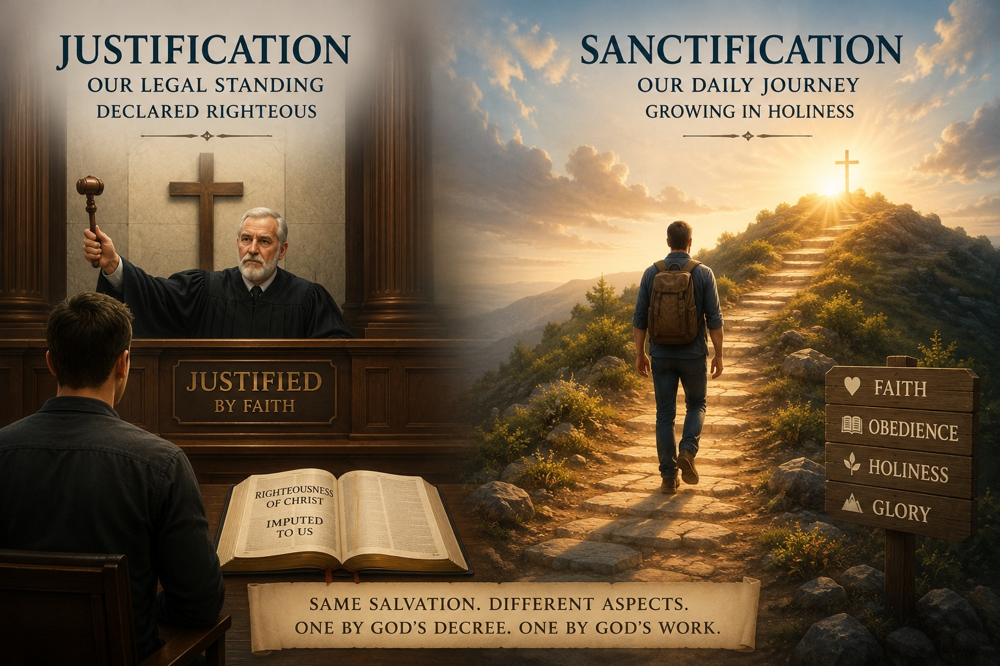 JUSTIFICATION
OUR LEGAL STANDING
DECLARED RIGHTEOUS
JUSTIFIED
BY FAITH
RIGHTEOUSNESS
OF CHRIST
IMPUTED
TO US
SANCTIFICATION
OUR DAILY JOURNEY
GROWING IN HOLINESS
FAITH
OBEDIENCE
HOLINESS
GLORY
SAME SALVATION. DIFFERENT ASPECTS.
ONE BY GOD'S DECREE. ONE BY GOD'S WORK.